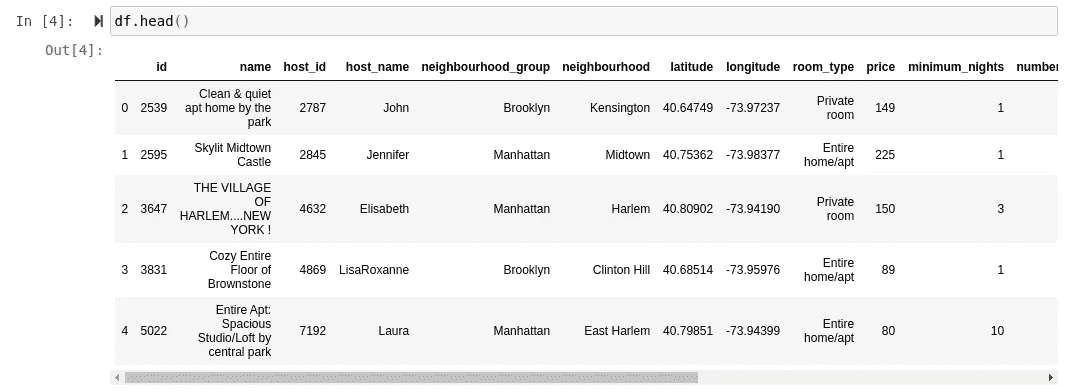 In [4]: df.head()
Out[4]:
id name host_id host_name neighbourhood_group neighbourhood latitude longitude room_type price minimum_nights number
0 2539 Clean & quiet apt home by the park 2787 John Brooklyn Kensington 40.64749 -73.97237 Private room 149 1
1 2595 Skylit Midtown Castle 2845 Jennifer Manhattan Midtown 40.75362 -73.98377 Entire home/apt 225 1
2 3647 THE VILLAGE OF HARLEM....NEW YORK ! 4632 Elisabeth Manhattan Harlem 40.80902 -73.94190 Private room 150 3
3 3831 Cozy Entire Floor of Brownstone 4869 LisaRoxanne Brooklyn Clinton Hill 40.68514 -73.95976 Entire home/apt 89 1
4 5022 Entire Apt: Spacious Studio/Loft by central park 7192 Laura Manhattan East Harlem 40.79851 -73.94399 Entire home/apt 80 10